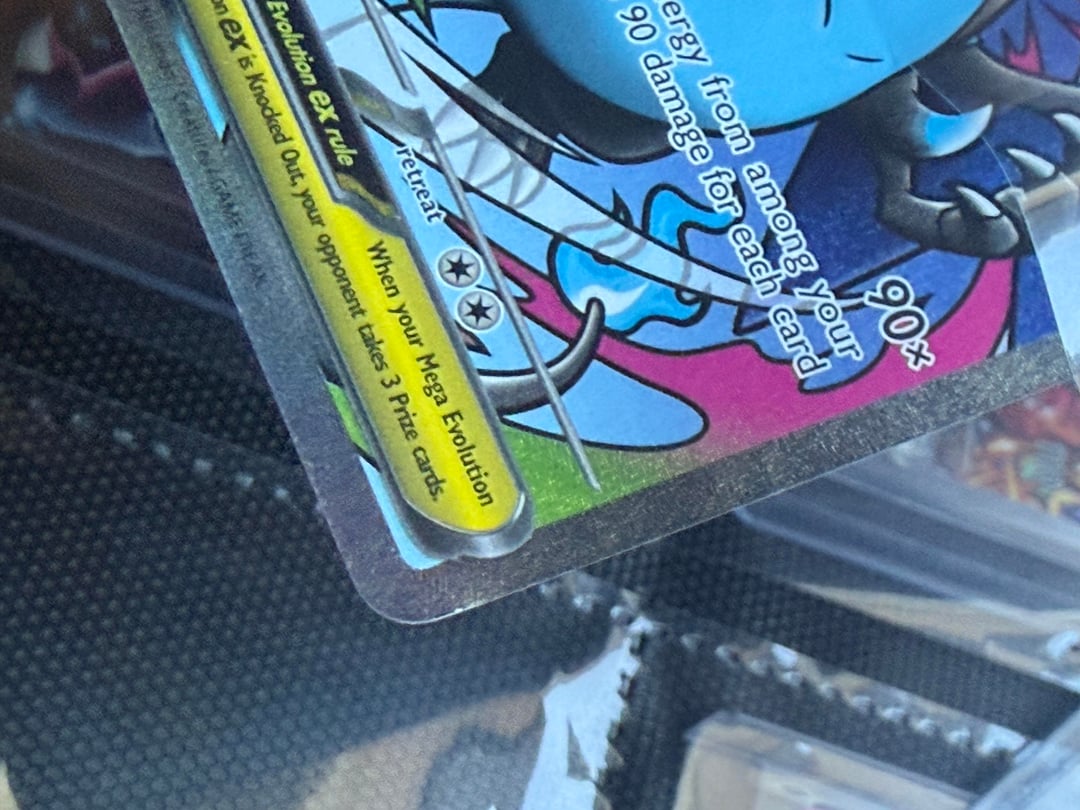 90×
ergy from among your
90 damage for each card
retreat
Evolution ex rule
When your Mega Evolution
ex is Knocked Out, your opponent takes 3 Prize cards.